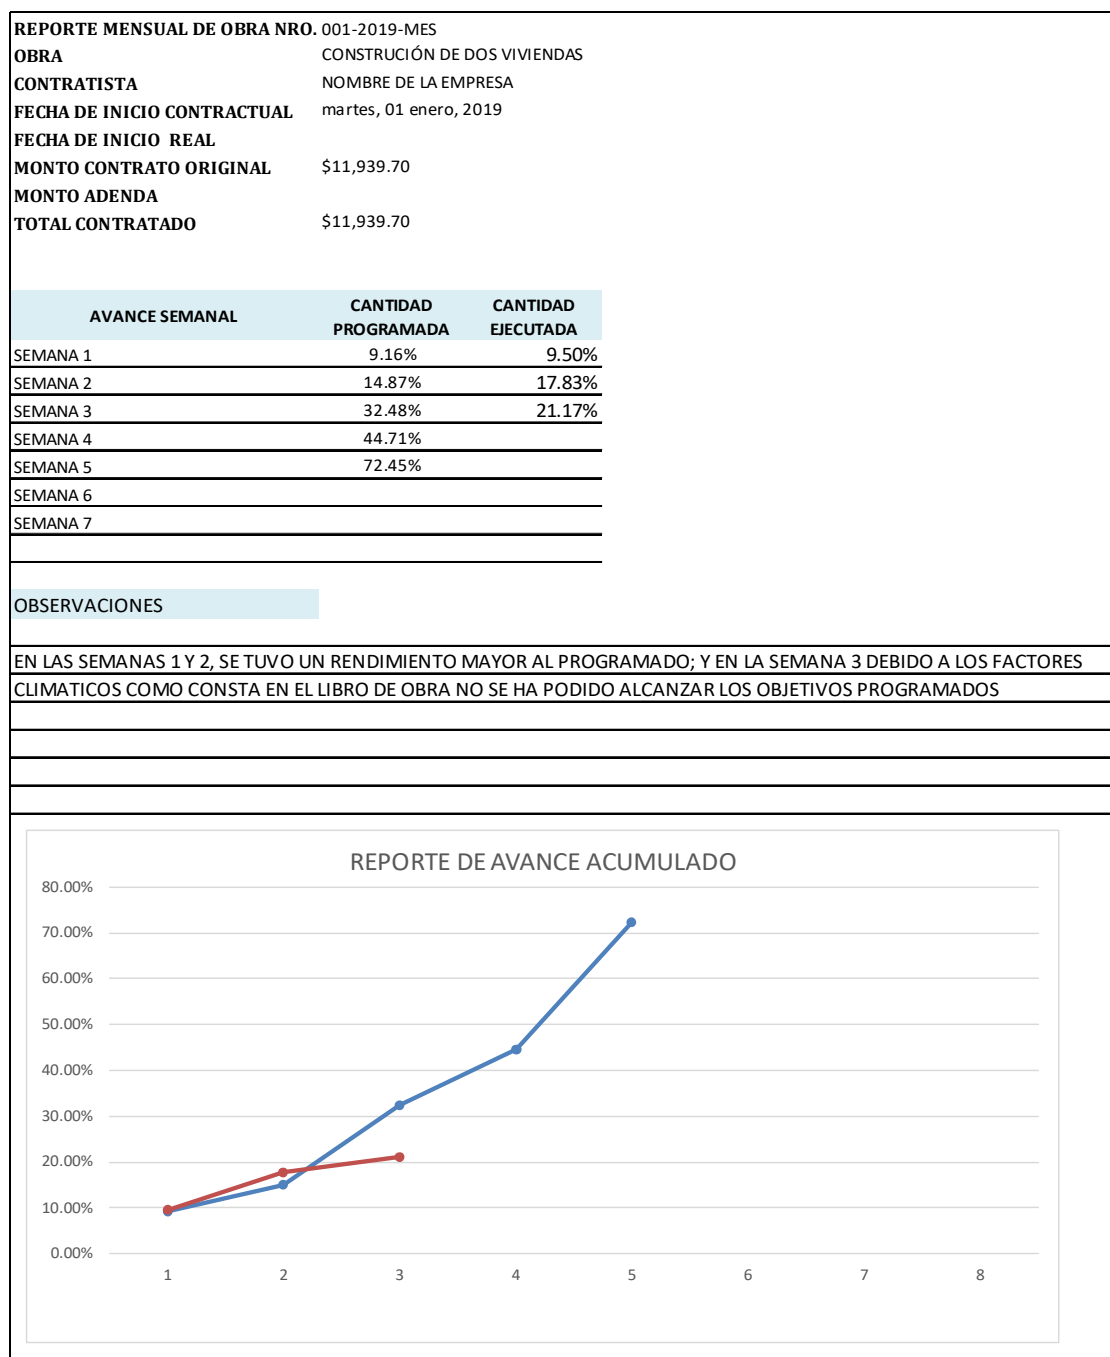 REPORTE MENSUAL DE OBRA NRO. 001-2019-MES
OBRA CONSTRUCIÓN DE DOS VIVIENDAS
CONTRATISTA NOMBRE DE LA EMPRESA
FECHA DE INICIO CONTRACTUAL martes, 01 enero, 2019
FECHA DE INICIO REAL
MONTO CONTRATO ORIGINAL $11,939.70
MONTO ADENDA
TOTAL CONTRATADO $11,939.70
AVANCE SEMANAL CANTIDAD PROGRAMADA CANTIDAD EJECUTADA
SEMANA 1 9.16% 9.50%
SEMANA 2 14.87% 17.83%
SEMANA 3 32.48% 21.17%
SEMANA 4 44.71%
SEMANA 5 72.45%
SEMANA 6
SEMANA 7
OBSERVACIONES
EN LAS SEMANAS 1 Y 2, SE TUVO UN RENDIMIENTO MAYOR AL PROGRAMADO; Y EN LA SEMANA 3 DEBIDO A LOS FACTORES
CLIMATICOS COMO CONSTA EN EL LIBRO DE OBRA NO SE HA PODIDO ALCANZAR LOS OBJETIVOS PROGRAMADOS
REPORTE DE AVANCE ACUMULADO
80.00%
70.00%
60.00%
50.00%
40.00%
30.00%
20.00%
10.00%
0.00%
1 2 3 4 5 6 7 8